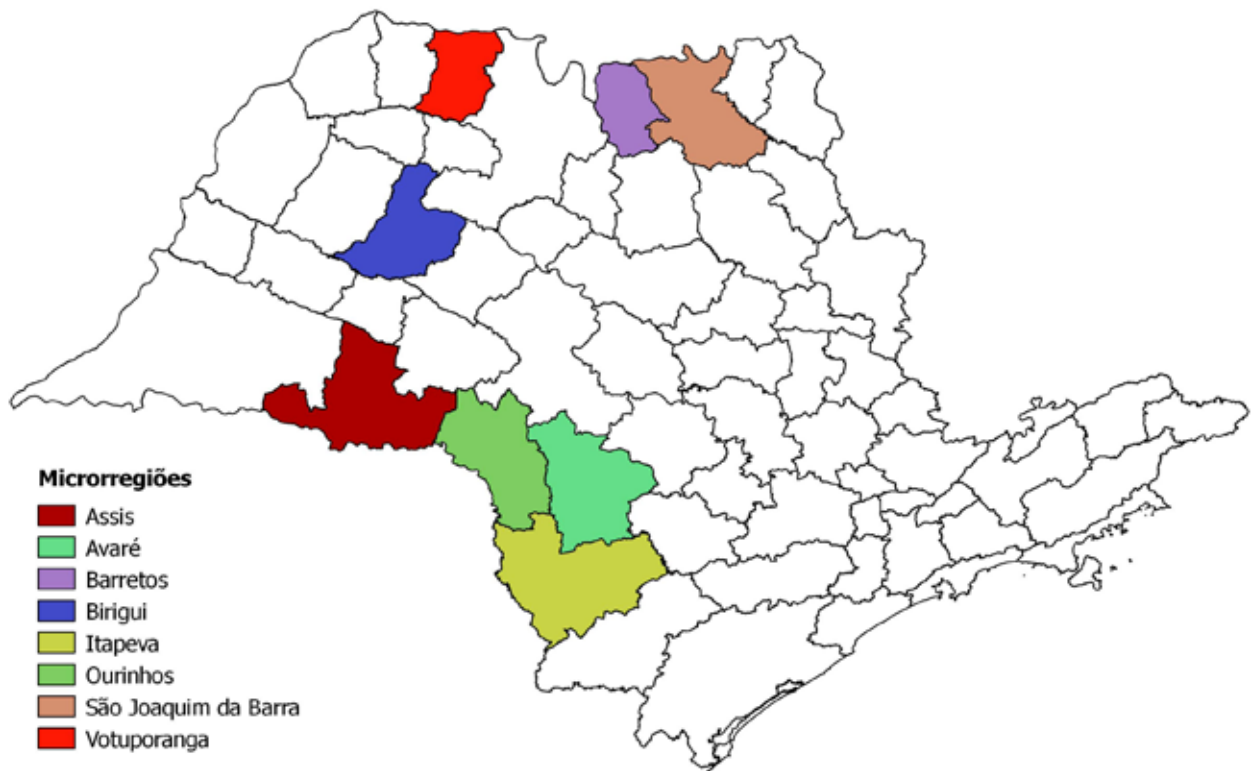 Microrregiões
Assis
Avaré
Barretos
Birigui
Itapeva
Ourinhos
São Joaquim da Barra
Votuporanga